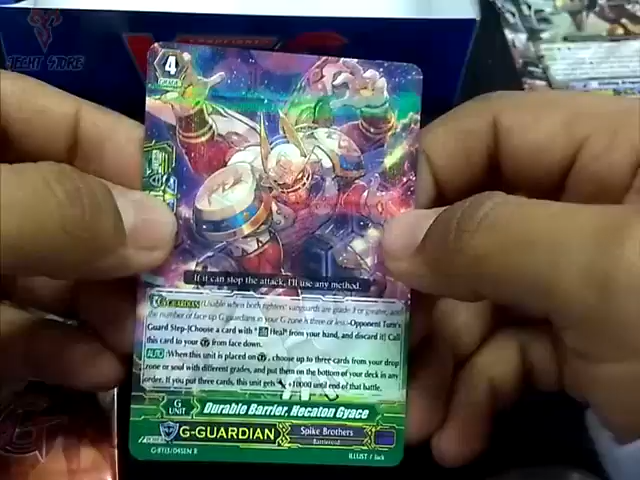 JECHT STORE
4
GRADE
If it can stop the attack, I'll use any method.
G GUARDIAN (Usable when both fighters' vanguards are grade 3 or greater, and
the number of face up G guardians in your G zone is three or less)-Opponent Turn's
Guard Step-[Choose a card with " Heal" from your hand, and discard it] Call
this card to your from face down.
AUTO:When this unit is placed on , choose up to three cards from your drop
zone or soul with different grades, and put them on the bottom of your deck in any
order. If you put three cards, this unit gets +10000 until end of that battle.
G
UNIT
Durable Barrier, Hecaton Gyace
G-GUARDIAN
Spike Brothers
Battleroid
G-BT13/045EN R
ILLUST / Jack